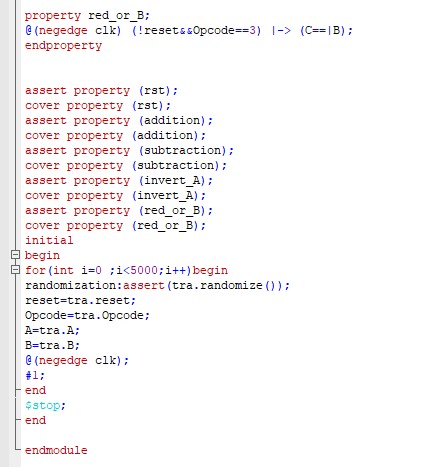 property red_or_B;
@(negedge clk) (!reset&&Opcode==3) |-> (C==|B);
endproperty
assert property (rst);
cover property (rst);
assert property (addition);
cover property (addition);
assert property (subtraction);
cover property (subtraction);
assert property (invert_A);
cover property (invert_A);
assert property (red_or_B);
cover property (red_or_B);
initial
begin
for(int i=0 ;i<5000;i++)begin
randomization:assert(tra.randomize());
reset=tra.reset;
Opcode=tra.Opcode;
A=tra.A;
B=tra.B;
@(negedge clk);
#1;
end
$stop;
end
endmodule